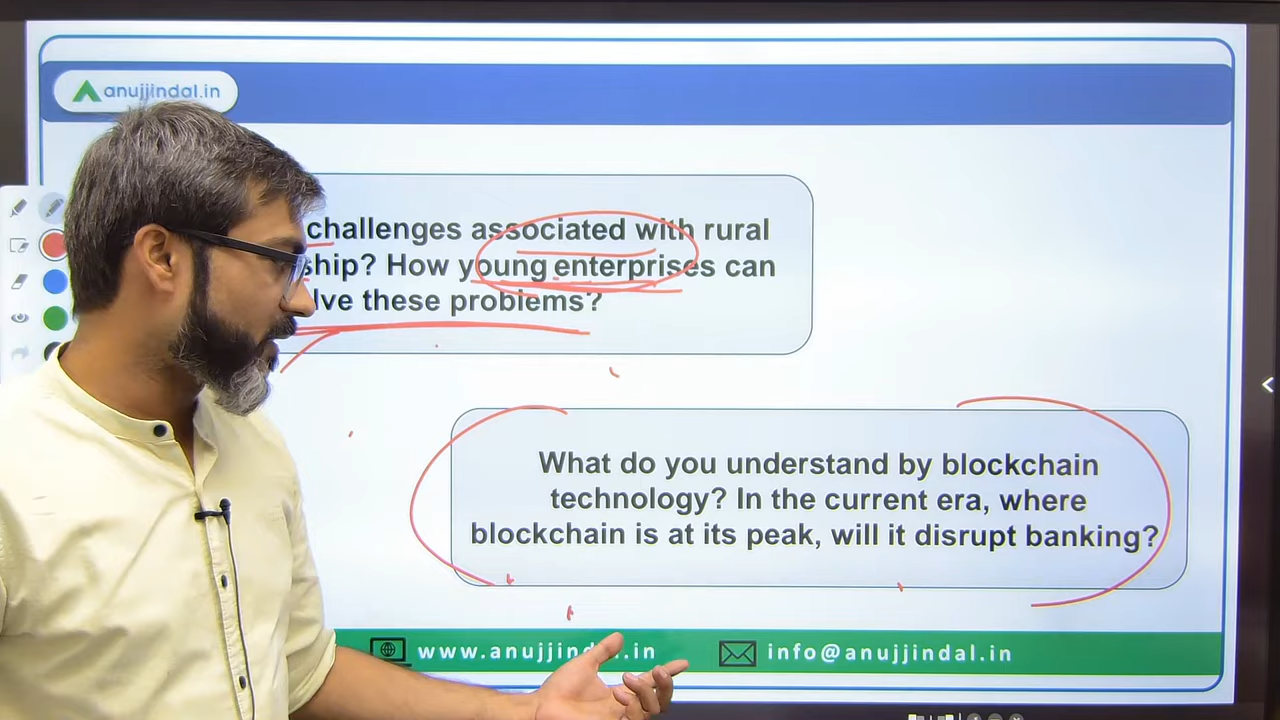 anujjindal.in
challenges associated with rural
ship? How young enterprises can
lve these problems?
What do you understand by blockchain
technology? In the current era, where
blockchain is at its peak, will it disrupt banking?
www.anujjindal.in
info@anujjindal.in